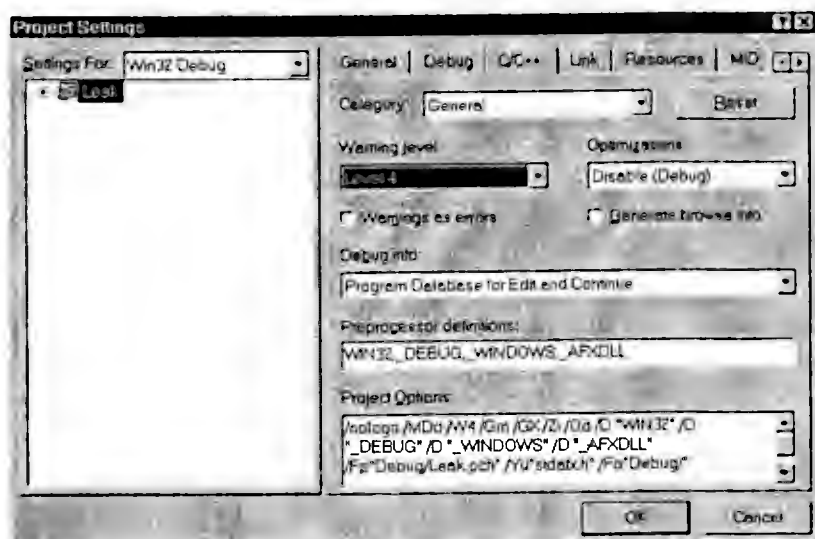 Project Settings
Settings For: Win32 Debug
Leak
General Debug C/C++ Link Resources MID
Category: General Reset
Warning level Optimizations
Level 4 Disable (Debug)
Warnings as errors Generate browse info
Debug info:
Program Database for Edit and Continue
Preprocessor definitions:
WIN32,_DEBUG,_WINDOWS,_AFXDLL
Project Options:
/nologo /MDd /W4 /Gm /GX /Zi /Od /D "WIN32" /D
"_DEBUG" /D "_WINDOWS" /D "_AFXDLL"
/Fp"Debug/Leak.pch" /Yu"stdafx.h" /Fo"Debug/"
OK Cancel